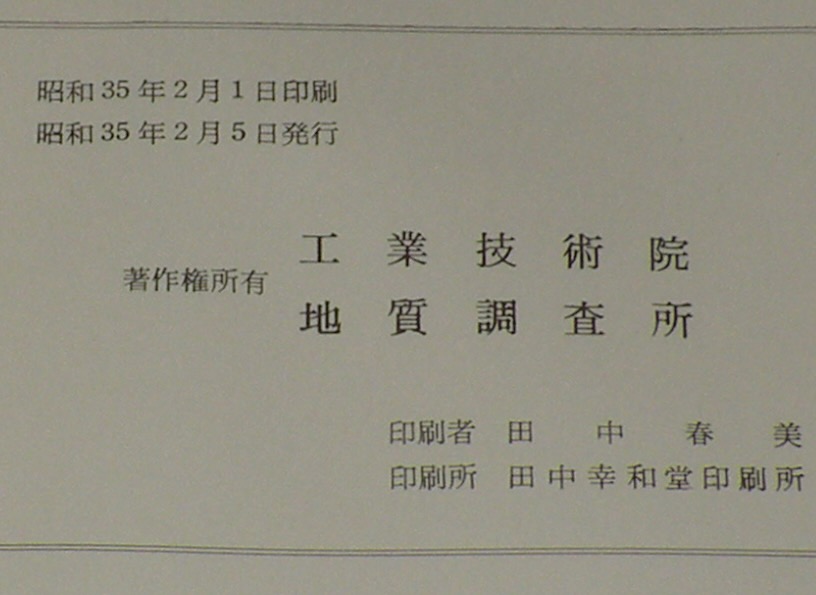 昭和35年2月1日印刷
昭和35年2月5日発行
著作権所有
工業技術院
地質調査所
印刷者 田中春美
印刷所 田中幸和堂印刷所